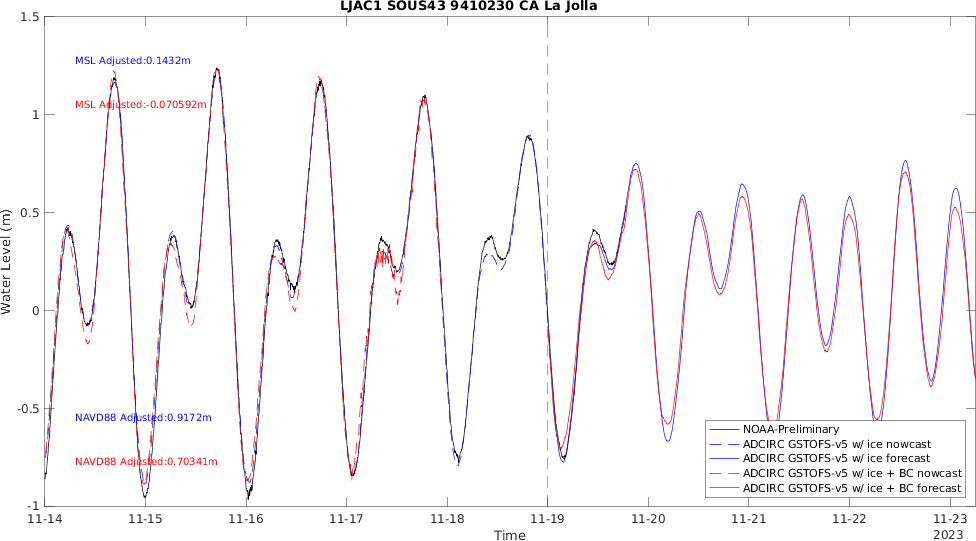 LJAC1 SOUS43 9410230 CA La Jolla
1.5
1
0.5
0
-0.5
-1
Water Level (m)
MSL Adjusted:0.1432m
MSL Adjusted:-0.070592m
NAVD88 Adjusted:0.9172m
NAVD88 Adjusted:0.70341m
NOAA-Preliminary
ADCIRC GSTOFS-v5 w/ ice nowcast
ADCIRC GSTOFS-v5 w/ ice forecast
ADCIRC GSTOFS-v5 w/ ice + BC nowcast
ADCIRC GSTOFS-v5 w/ ice + BC forecast
11-14 11-15 11-16 11-17 11-18 11-19 11-20 11-21 11-22 11-23
2023
Time